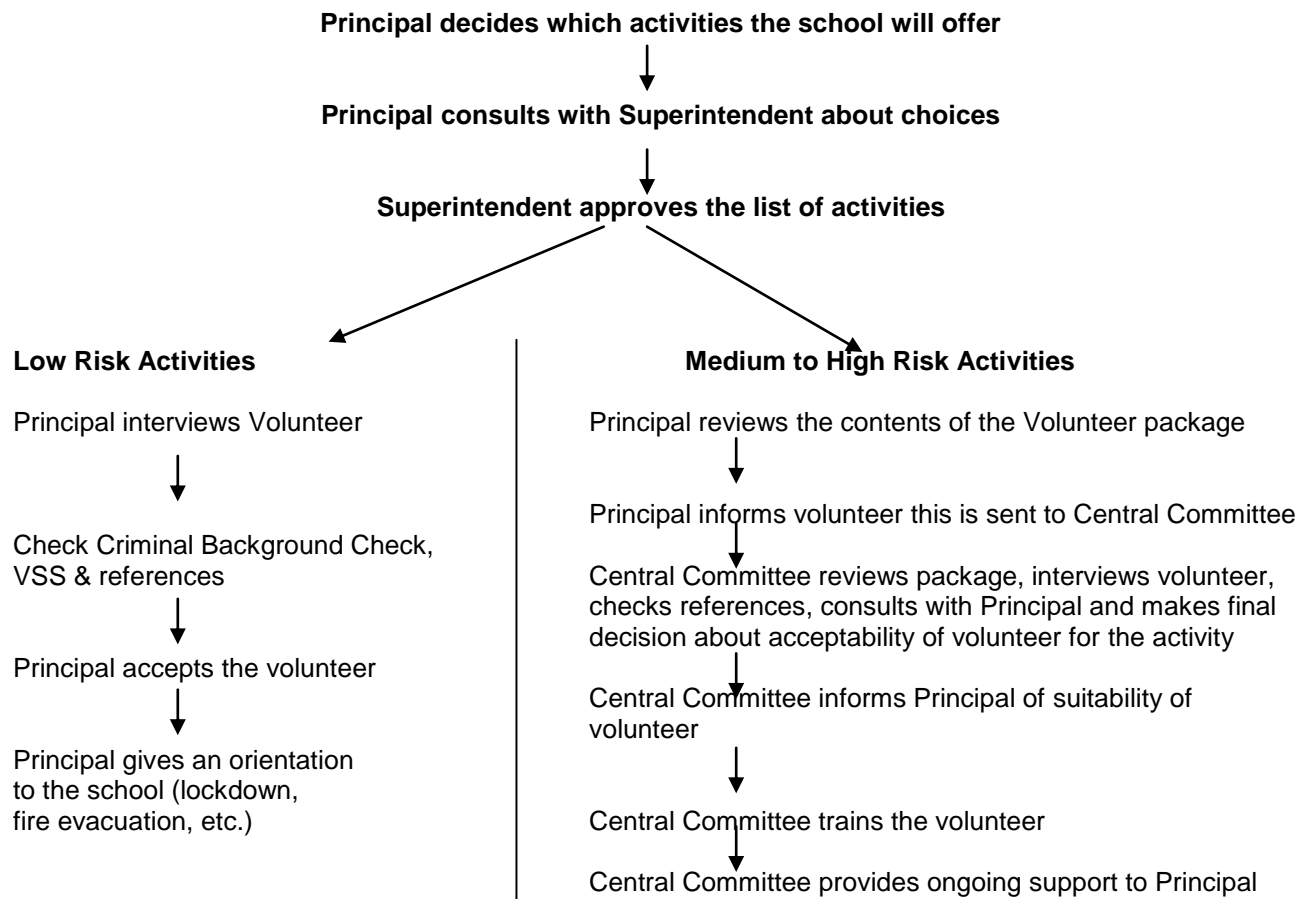 Principal decides which activities the school will offer
Principal consults with Superintendent about choices
Superintendent approves the list of activities
Low Risk Activities
Principal interviews Volunteer
Check Criminal Background Check,
VSS & references
Principal accepts the volunteer
Principal gives an orientation
to the school (lockdown,
fire evacuation, etc.)
Medium to High Risk Activities
Principal reviews the contents of the Volunteer package
Principal informs volunteer this is sent to Central Committee
Central Committee reviews package, interviews volunteer,
checks references, consults with Principal and makes final
decision about acceptability of volunteer for the activity
Central Committee informs Principal of suitability of
volunteer
Central Committee trains the volunteer
Central Committee provides ongoing support to Principal